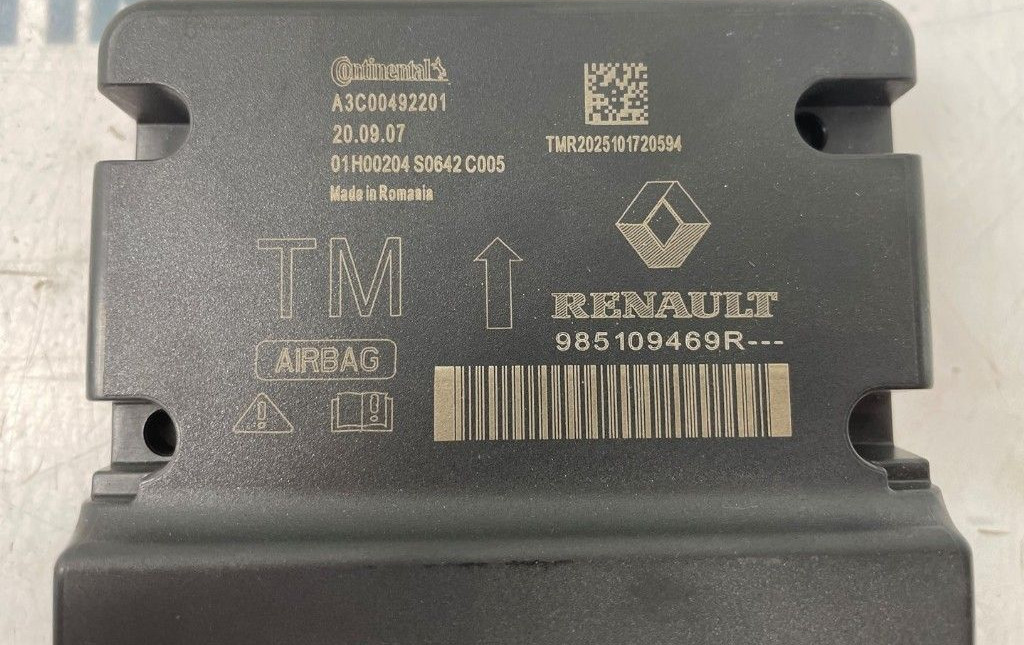 Continental
A3C00492201
20.09.07
01H00204 S0642 C005
Made in Romania
TMR2025101720594
TM
RENAULT
985109469R---
AIRBAG